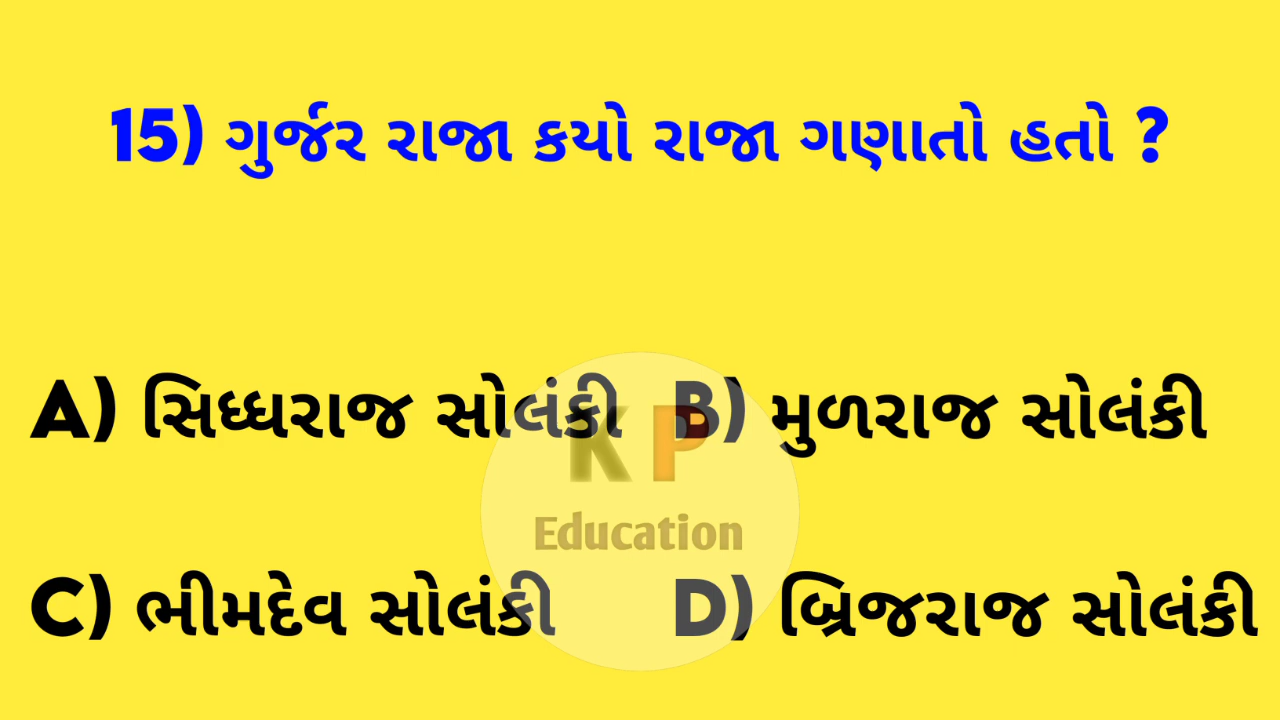 15) ગુર્જર રાજા કયો રાજા ગણાતો હતો ?
A) સિધ્ધરાજ સોલંકી B) મુળરાજ સોલંકી
K P
Education
C) ભીમદેવ સોલંકી D) બ્રિજરાજ સોલંકી